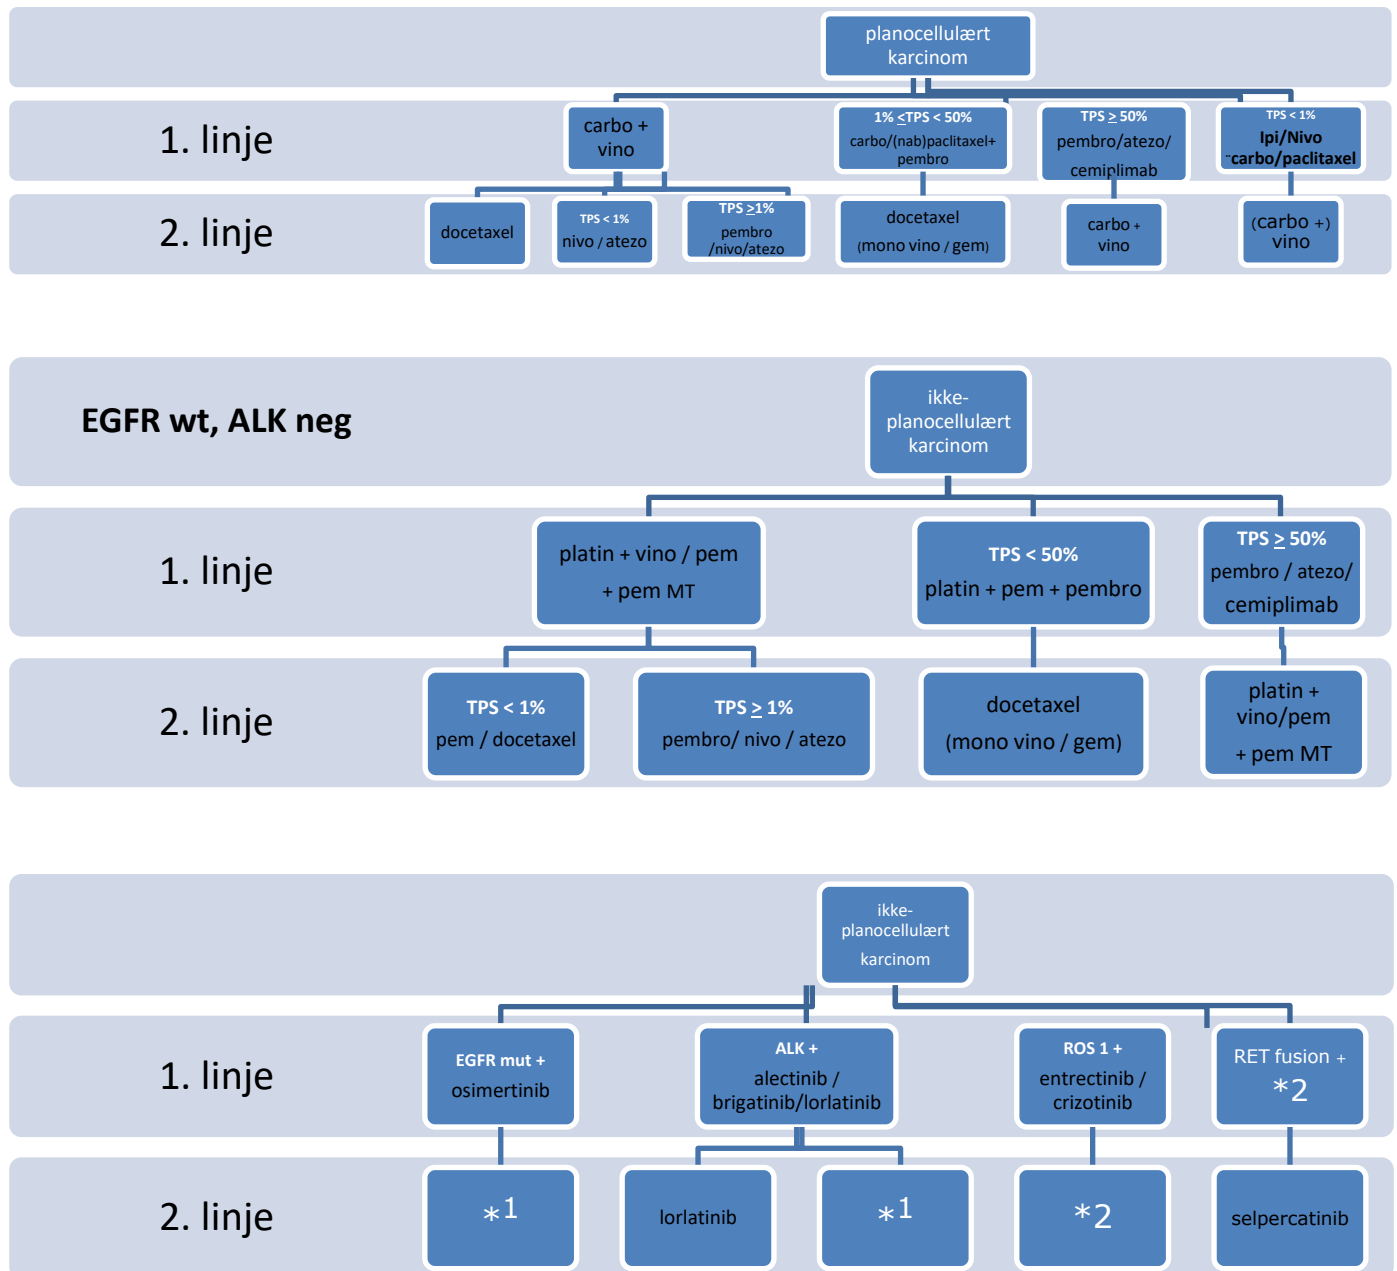 planocellulært
karcinom
1. linje
carbo +
vino
1% ≤TPS < 50%
carbo/(nab)paclitaxel+
pembro
TPS ≥ 50%
pembro/atezo/
cemiplimab
TPS < 1%
Ipi/Nivo
¨carbo/paclitaxel
2. linje
docetaxel
TPS < 1%
nivo / atezo
TPS ≥1%
pembro
/nivo/atezo
docetaxel
(mono vino / gem)
carbo +
vino
(carbo +)
vino
EGFR wt, ALK neg
ikke-
planocellulært
karcinom
1. linje
platin + vino / pem
+ pem MT
TPS < 50%
platin + pem + pembro
TPS ≥ 50%
pembro / atezo/
cemiplimab
2. linje
TPS < 1%
pem / docetaxel
TPS ≥ 1%
pembro/ nivo / atezo
docetaxel
(mono vino / gem)
platin +
vino/pem
+ pem MT
ikke-
planocellulært
karcinom
1. linje
EGFR mut +
osimertinib
ALK +
alectinib /
brigatinib/lorlatinib
ROS 1 +
entrectinib /
crizotinib
RET fusion +
*2
2. linje
*1
lorlatinib
*1
*2
selpercatinib